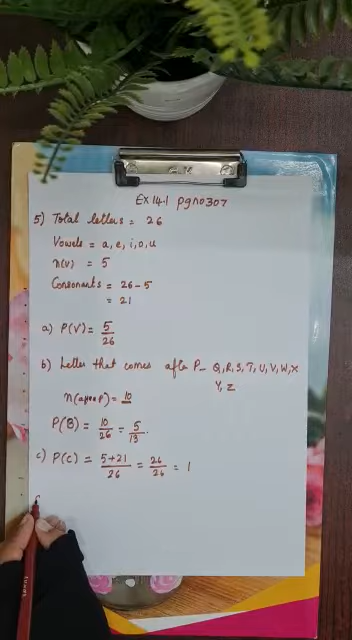 Ex 14.1 pg no 307
5) Total letters = 26
Vowels = a, e, i, o, u
n(v) = 5
Consonants = 26 - 5
= 21
a) P(V) = 5/26
b) Letter that comes after P - Q, R, S, T, U, V, W, X
Y, Z
n(after P) = 10
P(B) = 10/26 = 5/13.
c) P(C) = 5+21/26 = 26/26 = 1